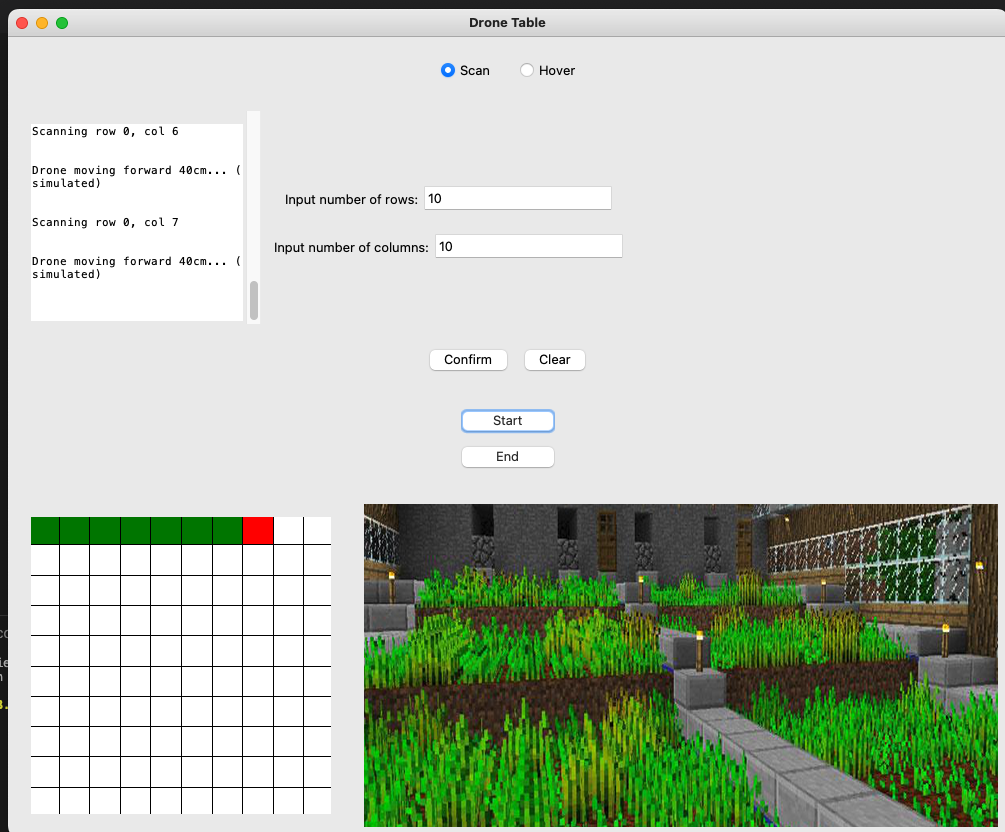 Drone Table
Scan
Hover
Scanning row 0, col 6
Drone moving forward 40cm... (
simulated)
Scanning row 0, col 7
Drone moving forward 40cm... (
simulated)
Input number of rows: 10
Input number of columns: 10
Confirm
Clear
Start
End